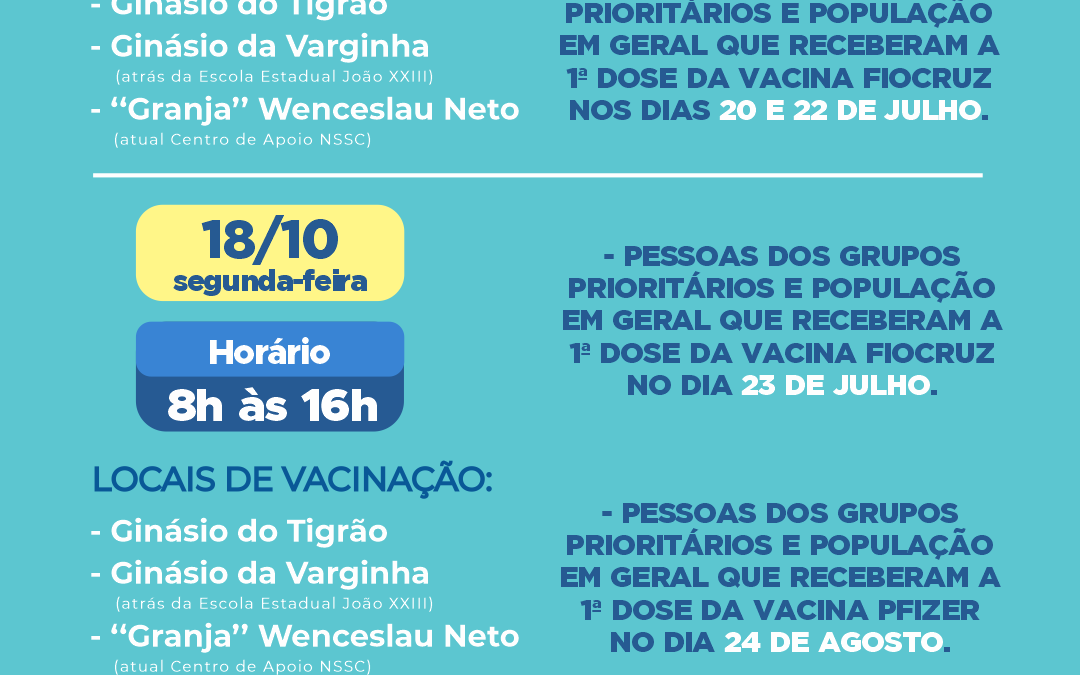 - Ginásio do Tigrão
- Ginásio da Varginha
(atrás da Escola Estadual João XXIII)
- “Granja” Wenceslau Neto
(atual Centro de Apoio NSSC)
PRIORITÁRIOS E POPULAÇÃO
EM GERAL QUE RECEBERAM A
1ª DOSE DA VACINA FIOCRUZ
NOS DIAS 20 E 22 DE JULHO.
18/10
segunda-feira
Horário
8h às 16h
- PESSOAS DOS GRUPOS
PRIORITÁRIOS E POPULAÇÃO
EM GERAL QUE RECEBERAM A
1ª DOSE DA VACINA FIOCRUZ
NO DIA 23 DE JULHO.
LOCAIS DE VACINAÇÃO:
- Ginásio do Tigrão
- Ginásio da Varginha
(atrás da Escola Estadual João XXIII)
- “Granja” Wenceslau Neto
(atual Centro de Apoio NSSC)
- PESSOAS DOS GRUPOS
PRIORITÁRIOS E POPULAÇÃO
EM GERAL QUE RECEBERAM A
1ª DOSE DA VACINA PFIZER
NO DIA 24 DE AGOSTO.